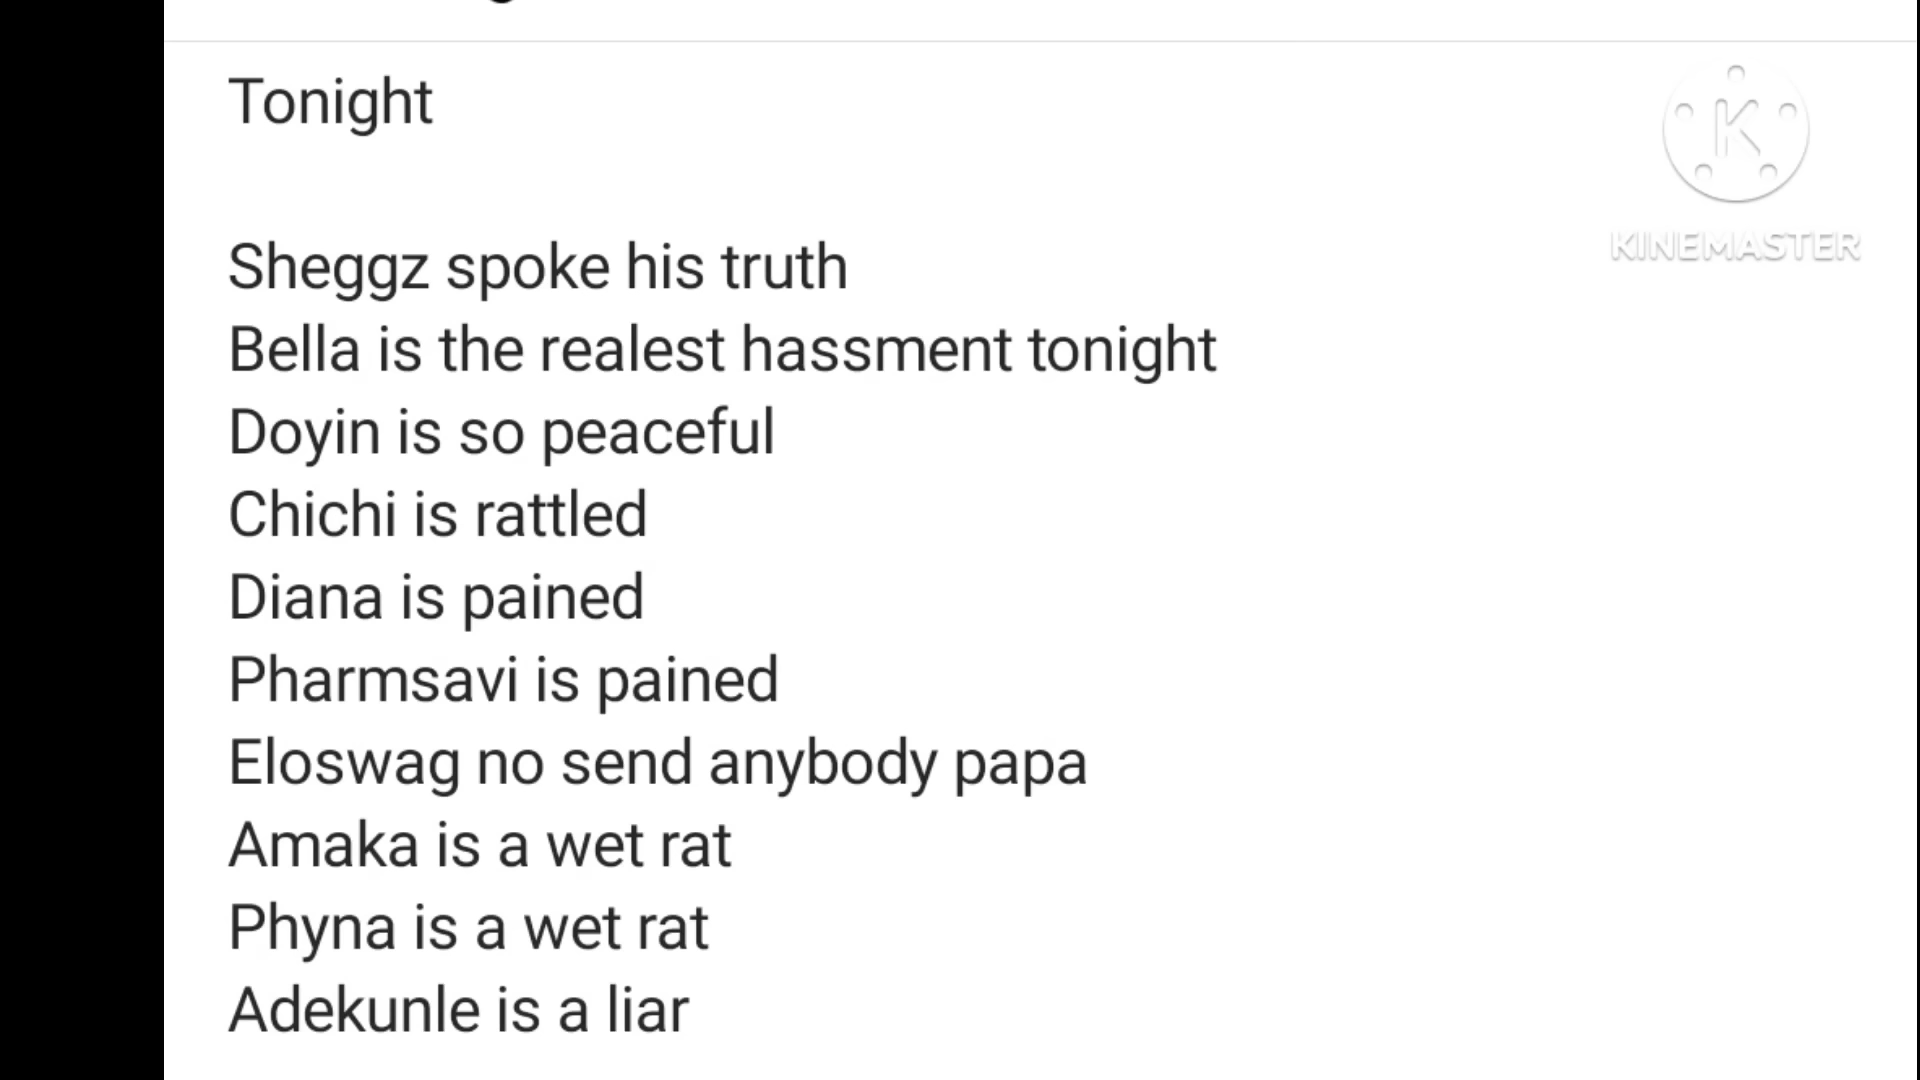 Tonight
Sheggz spoke his truth
Bella is the realest hassment tonight
Doyin is so peaceful
Chichi is rattled
Diana is pained
Pharmsavi is pained
Eloswag no send anybody papa
Amaka is a wet rat
Phyna is a wet rat
Adekunle is a liar
K
KINEMASTER